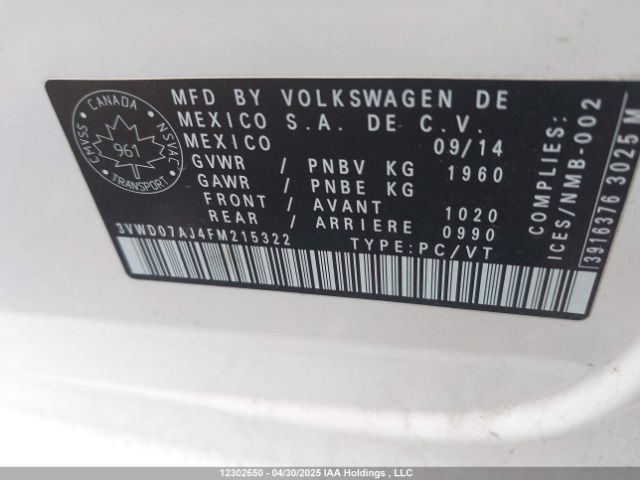 CANADA
CMVSS NSVAC
961
TRANSPORT
MFD BY VOLKSWAGEN DE
MEXICO S.A. DE C.V.
MEXICO 09/14
GVWR / PNBV KG 1960
GAWR / PNBE KG
FRONT / AVANT 1020
REAR / ARRIERE 0990
3VWD07AJ4FM215322 TYPE:PC/VT
COMPLIES:
ICES/NMB-002
3916376 3025 M
12302650 - 04/30/2025 IAA Holdings , LLC